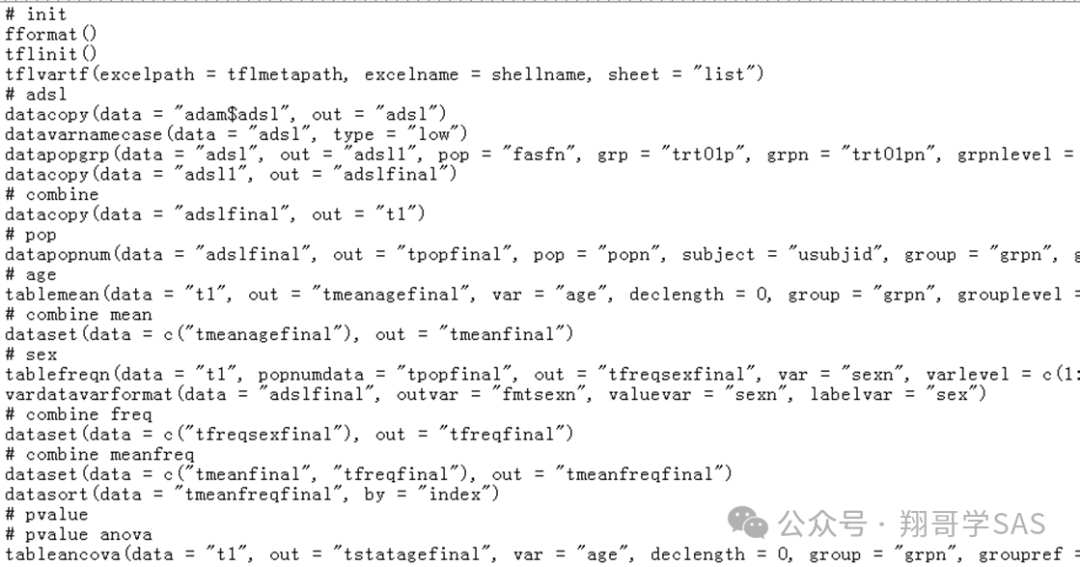 # init
fformat()
tflinit()
tflvartf(excelpath = tflmetapath, excelname = shellname, sheet = "list")
# adsl
datacopy(data = "adam$adsl", out = "adsl")
datavarnamecase(data = "adsl", type = "low")
datapopgrp(data = "adsl", out = "adsl1", pop = "fasfn", grp = "trt01p", grpn = "trt01pn", grpnlevel =
datacopy(data = "adsl1", out = "adslfinal")
# combine
datacopy(data = "adslfinal", out = "t1")
# pop
datapopnum(data = "adslfinal", out = "tpopfinal", pop = "popn", subject = "usubjid", group = "grpn", g
# age
tablemean(data = "t1", out = "tmeanagefinal", var = "age", declength = 0, group = "grpn", grouplevel =
# combine mean
dataset(data = c("tmeanagefinal"), out = "tmeanfinal")
# sex
tablefreqn(data = "t1", popnumdata = "tpopfinal", out = "tfreqsexfinal", var = "sexn", varlevel = c(1:
vardatavarformat(data = "adslfinal", outvar = "fmtsexn", valuevar = "sexn", labelvar = "sex")
# combine freq
dataset(data = c("tfreqsexfinal"), out = "tfreqfinal")
# combine meanfreq
dataset(data = c("tmeanfinal", "tfreqfinal"), out = "tmeanfreqfinal")
datasort(data = "tmeanfreqfinal", by = "index")
# pvalue
# pvalue anova
tableancova(data = "t1", out = "tstatagefinal", var = "age", declength = 0, group = "grpn", groupref =
公众号 · 翔哥学SAS